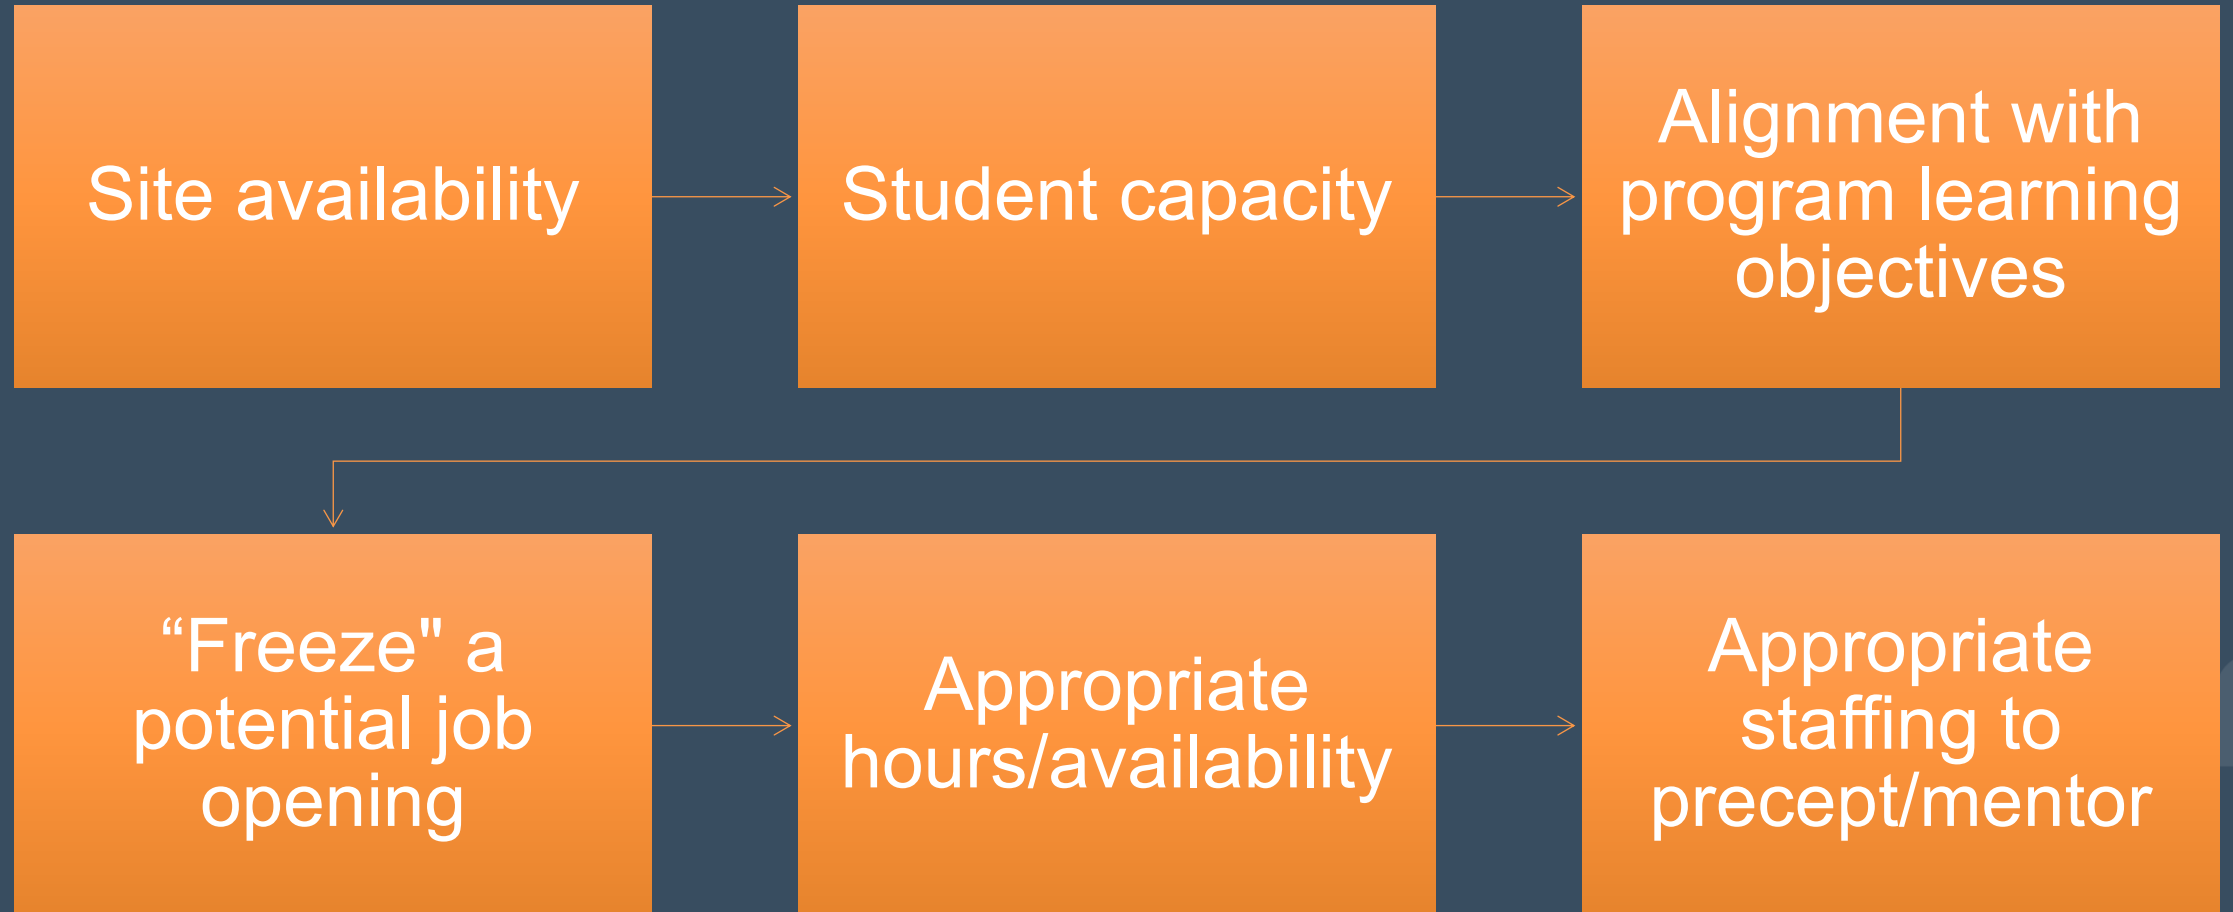 Site availability
Student capacity
Alignment with
program learning
objectives
“Freeze" a
potential job
opening
Appropriate
hours/availability
Appropriate
staffing to
precept/mentor